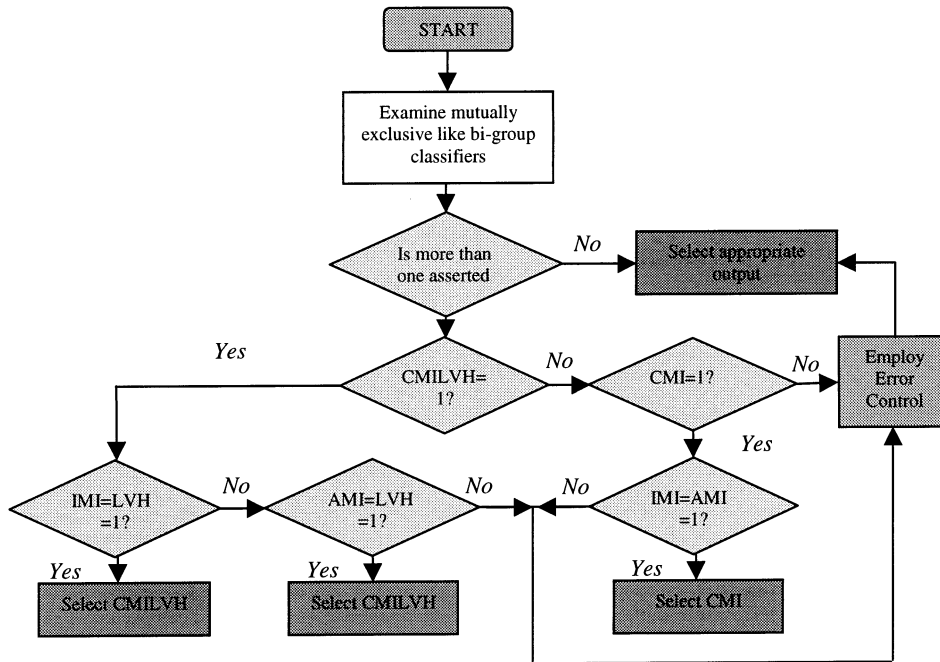 START
Examine mutually
exclusive like bi-group
classifiers
Is more than
one asserted
No
Select appropriate
output
Yes
CMILVH=
1?
No
CMI=1?
No
Employ
Error
Control
Yes
IMI=LVH
=1?
No
AMI=LVH
=1?
No
No
IMI=AMI
=1?
Yes
Select CMILVH
Yes
Select CMILVH
Yes
Select CMI